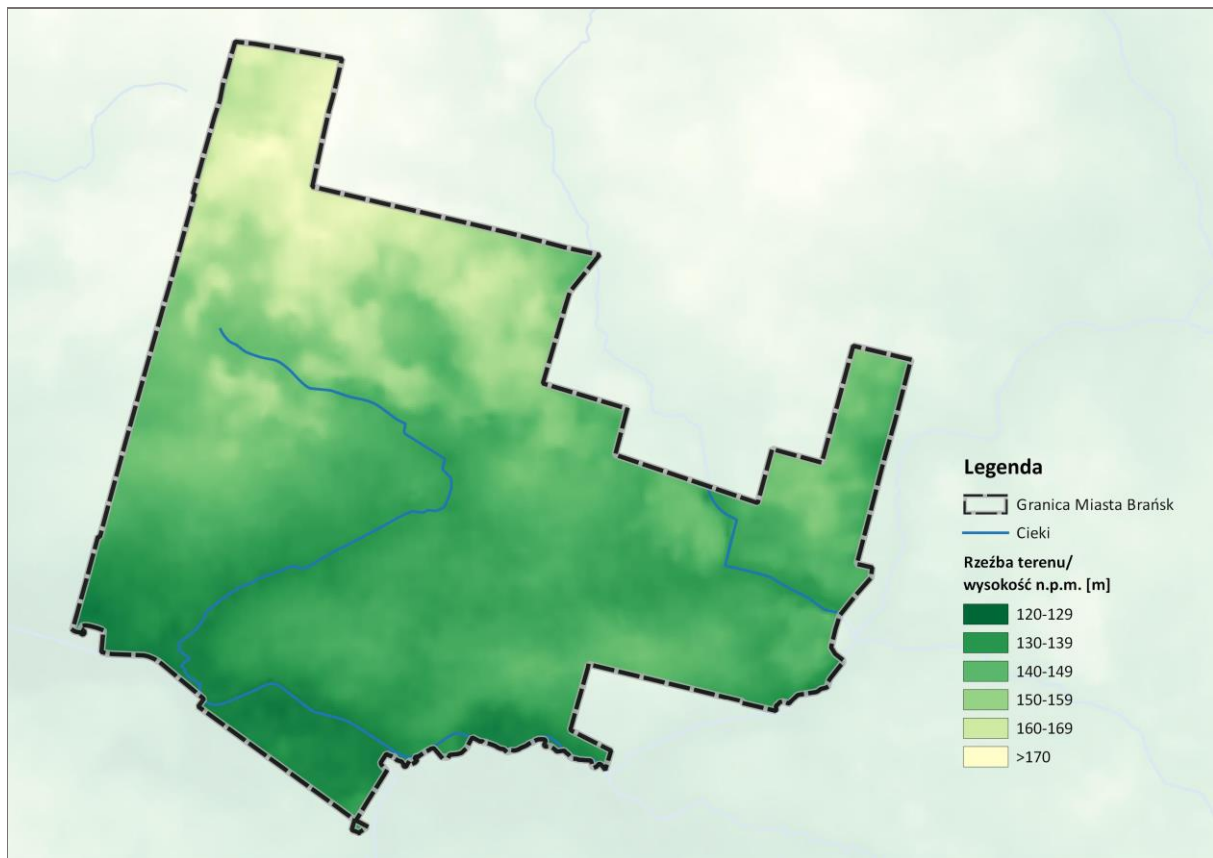 Legenda
Granica Miasta Brańsk
Cieki
Rzeźba terenu/
wysokość n.p.m. [m]
120-129
130-139
140-149
150-159
160-169
>170